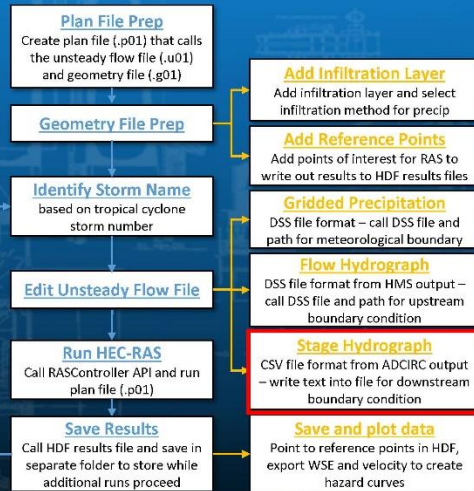 Plan File Prep
Create plan file (.p01) that calls
the unsteady flow file (.u01)
and geometry file (.g01)
Geometry File Prep
Add Infiltration Layer
Add infiltration layer and select
infiltration method for precip
Add Reference Points
Add points of interest for RAS to
write out results to HDF results files
Identify Storm Name
based on tropical cyclone
storm number
Edit Unsteady Flow File
Gridded Precipitation
DSS file format – call DSS file and
path for meteorological boundary
Flow Hydrograph
DSS file format from HMS output –
call DSS file and path for upstream
boundary condition
Stage Hydrograph
CSV file format from ADCIRC output
– write text into file for downstream
boundary condition
Run HEC-RAS
Call RASController API and run
plan file (.p01)
Save Results
Call HDF results file and save in
separate folder to store while
additional runs proceed
Save and plot data
Point to reference points in HDF,
export WSE and velocity to create
hazard curves